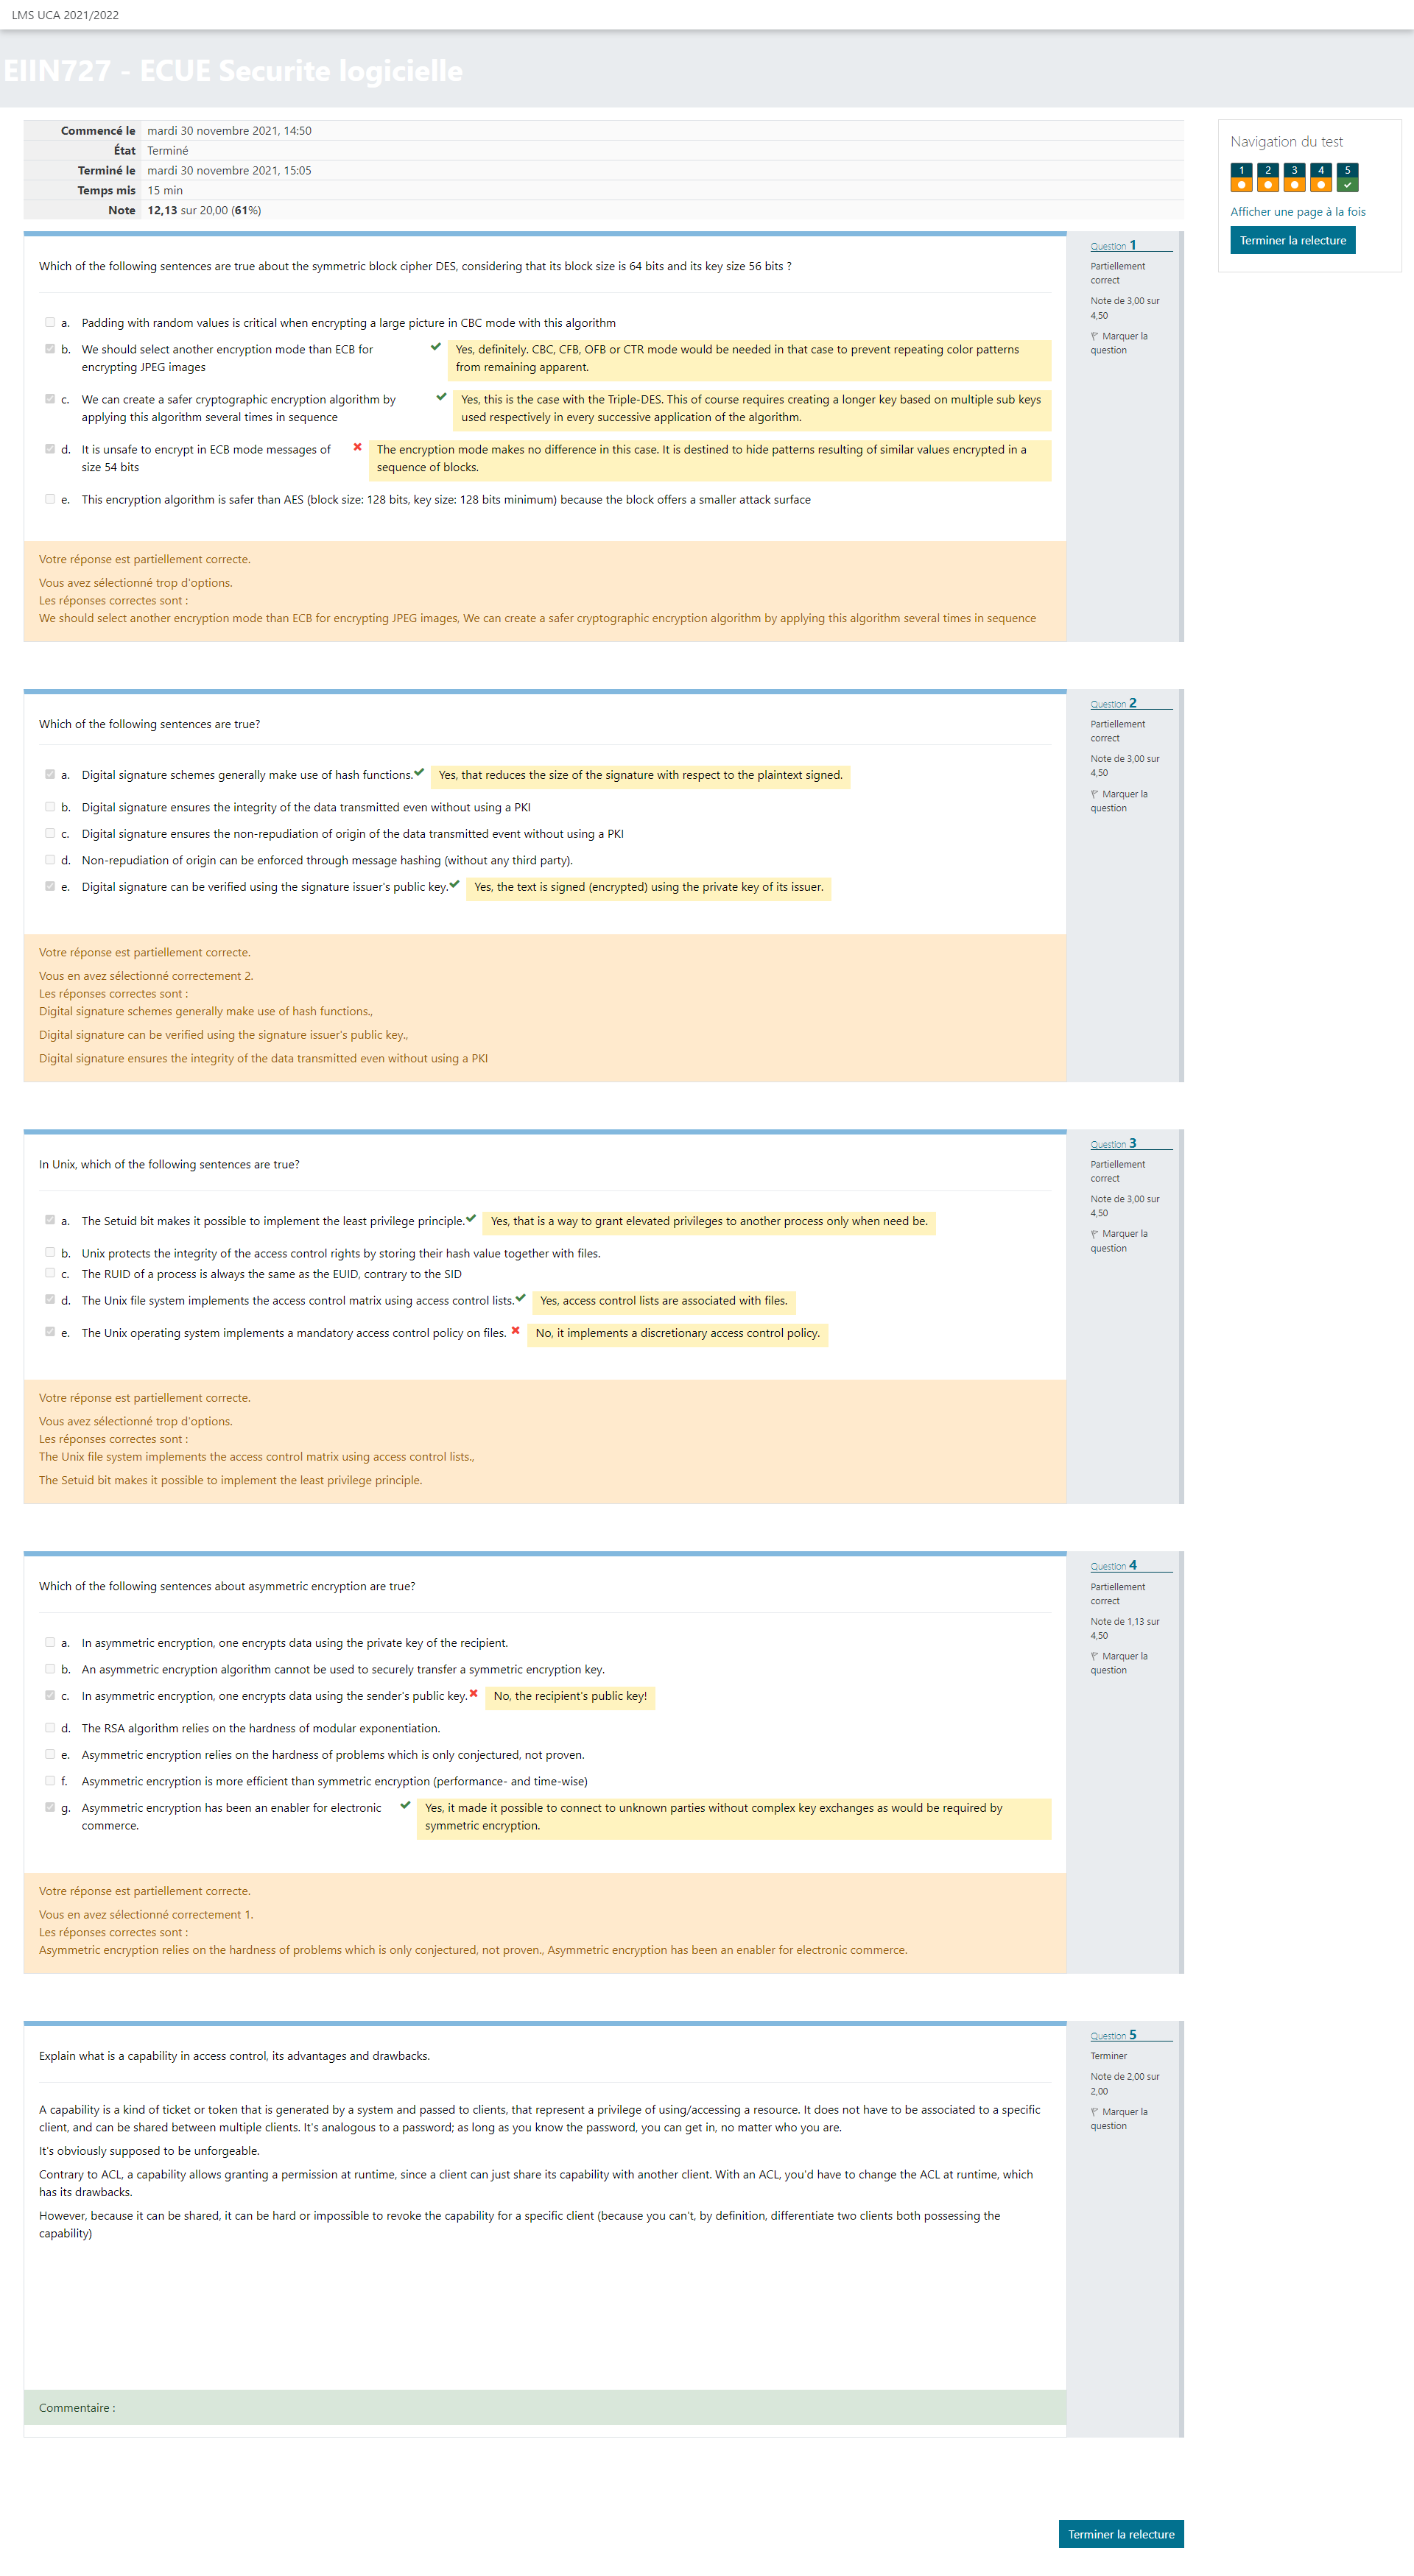 LMS UCA 2021/2022
EIIN727 - ECUE Securite logicielle
Commencé le mardi 30 novembre 2021, 14:50
État Terminé
Terminé le mardi 30 novembre 2021, 15:05
Temps mis 15 min
Note 12,13 sur 20,00 (61%)
Navigation du test
1 2 3 4 5
Afficher une page à la fois
Terminer la relecture
Question 1
Partiellement
correct
Note de 3,00 sur
4,50
Marquer la
question
Which of the following sentences are true about the symmetric block cipher DES, considering that its block size is 64 bits and its key size 56 bits ?
a. Padding with random values is critical when encrypting a large picture in CBC mode with this algorithm
b. We should select another encryption mode than ECB for
encrypting JPEG images
Yes, definitely. CBC, CFB, OFB or CTR mode would be needed in that case to prevent repeating color patterns
from remaining apparent.
c. We can create a safer cryptographic encryption algorithm by
applying this algorithm several times in sequence
Yes, this is the case with the Triple-DES. This of course requires creating a longer key based on multiple sub keys
used respectively in every successive application of the algorithm.
d. It is unsafe to encrypt in ECB mode messages of
size 54 bits
The encryption mode makes no difference in this case. It is destined to hide patterns resulting of similar values encrypted in a
sequence of blocks.
e. This encryption algorithm is safer than AES (block size: 128 bits, key size: 128 bits minimum) because the block offers a smaller attack surface
Votre réponse est partiellement correcte.
Vous avez sélectionné trop d'options.
Les réponses correctes sont :
We should select another encryption mode than ECB for encrypting JPEG images, We can create a safer cryptographic encryption algorithm by applying this algorithm several times in sequence
Question 2
Partiellement
correct
Note de 3,00 sur
4,50
Marquer la
question
Which of the following sentences are true?
a. Digital signature schemes generally make use of hash functions. Yes, that reduces the size of the signature with respect to the plaintext signed.
b. Digital signature ensures the integrity of the data transmitted even without using a PKI
c. Digital signature ensures the non-repudiation of origin of the data transmitted event without using a PKI
d. Non-repudiation of origin can be enforced through message hashing (without any third party).
e. Digital signature can be verified using the signature issuer's public key. Yes, the text is signed (encrypted) using the private key of its issuer.
Votre réponse est partiellement correcte.
Vous en avez sélectionné correctement 2.
Les réponses correctes sont :
Digital signature schemes generally make use of hash functions.,
Digital signature can be verified using the signature issuer's public key.,
Digital signature ensures the integrity of the data transmitted even without using a PKI
Question 3
Partiellement
correct
Note de 3,00 sur
4,50
Marquer la
question
In Unix, which of the following sentences are true?
a. The Setuid bit makes it possible to implement the least privilege principle. Yes, that is a way to grant elevated privileges to another process only when need be.
b. Unix protects the integrity of the access control rights by storing their hash value together with files.
c. The RUID of a process is always the same as the EUID, contrary to the SID
d. The Unix file system implements the access control matrix using access control lists. Yes, access control lists are associated with files.
e. The Unix operating system implements a mandatory access control policy on files. No, it implements a discretionary access control policy.
Votre réponse est partiellement correcte.
Vous avez sélectionné trop d'options.
Les réponses correctes sont :
The Unix file system implements the access control matrix using access control lists.,
The Setuid bit makes it possible to implement the least privilege principle.
Question 4
Partiellement
correct
Note de 1,13 sur
4,50
Marquer la
question
Which of the following sentences about asymmetric encryption are true?
a. In asymmetric encryption, one encrypts data using the private key of the recipient.
b. An asymmetric encryption algorithm cannot be used to securely transfer a symmetric encryption key.
c. In asymmetric encryption, one encrypts data using the sender's public key. No, the recipient's public key!
d. The RSA algorithm relies on the hardness of modular exponentiation.
e. Asymmetric encryption relies on the hardness of problems which is only conjectured, not proven.
f. Asymmetric encryption is more efficient than symmetric encryption (performance- and time-wise)
g. Asymmetric encryption has been an enabler for electronic
commerce.
Yes, it made it possible to connect to unknown parties without complex key exchanges as would be required by
symmetric encryption.
Votre réponse est partiellement correcte.
Vous en avez sélectionné correctement 1.
Les réponses correctes sont :
Asymmetric encryption relies on the hardness of problems which is only conjectured, not proven., Asymmetric encryption has been an enabler for electronic commerce.
Question 5
Terminer
Note de 2,00 sur
2,00
Marquer la
question
Explain what is a capability in access control, its advantages and drawbacks.
A capability is a kind of ticket or token that is generated by a system and passed to clients, that represent a privilege of using/accessing a resource. It does not have to be associated to a specific
client, and can be shared between multiple clients. It's analogous to a password; as long as you know the password, you can get in, no matter who you are.
It's obviously supposed to be unforgeable.
Contrary to ACL, a capability allows granting a permission at runtime, since a client can just share its capability with another client. With an ACL, you'd have to change the ACL at runtime, which
has its drawbacks.
However, because it can be shared, it can be hard or impossible to revoke the capability for a specific client (because you can't, by definition, differentiate two clients both possessing the
capability)
Commentaire :
Terminer la relecture